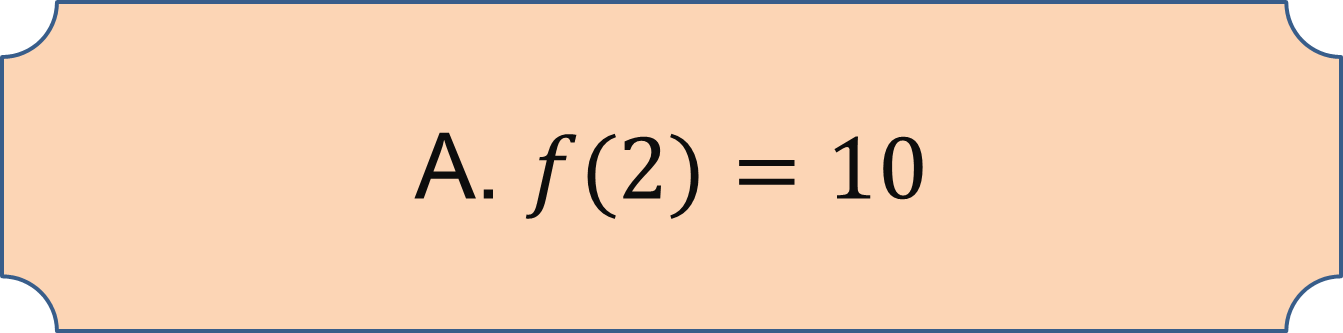 A. f(2) = 10